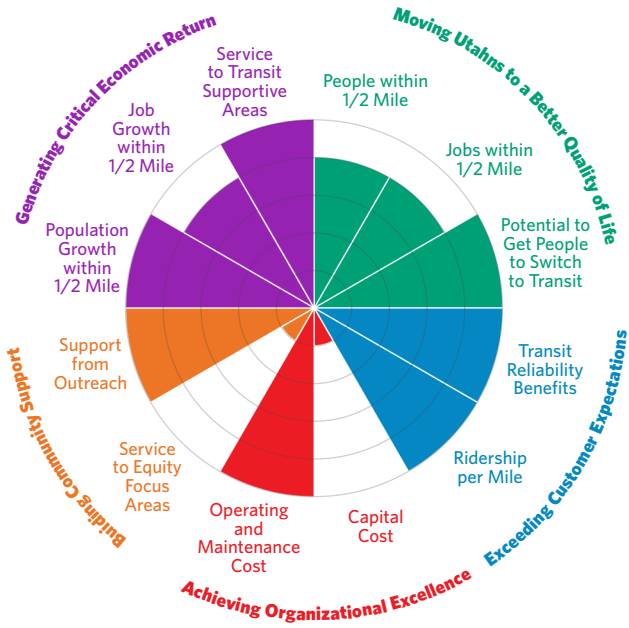 Generating Critical Economic Return
Moving Utahns to a Better Quality of Life
Service
to Transit
Supportive
Areas
People within
1/2 Mile
Job
Growth
within
1/2 Mile
Jobs within
1/2 Mile
Population
Growth
within
1/2 Mile
Potential to
Get People
to Switch
to Transit
Support
from
Outreach
Transit
Reliability
Benefits
Service
to Equity
Focus
Areas
Ridership
per Mile
Operating
and
Maintenance
Cost
Capital
Cost
Buiding Community Support
Exceeding Customer Expectations
Achieving Organizational Excellence